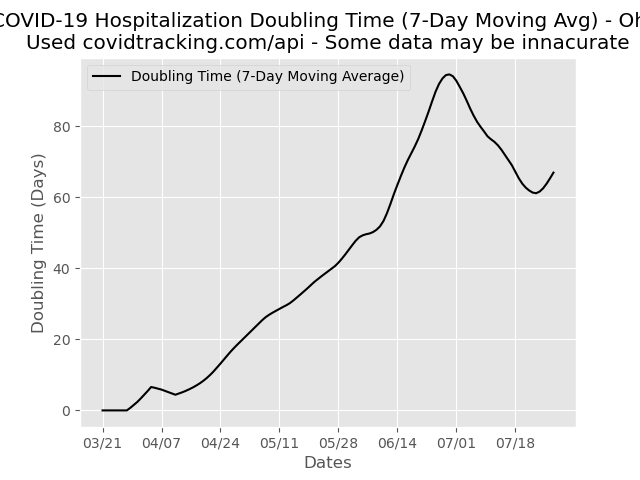 COVID-19 Hospitalization Doubling Time (7-Day Moving Avg) - Oh
Used covidtracking.com/api - Some data may be innacurate
Doubling Time (7-Day Moving Average)
Doubling Time (Days)
80
60
40
20
0
03/21 04/07 04/24 05/11 05/28 06/14 07/01 07/18
Dates